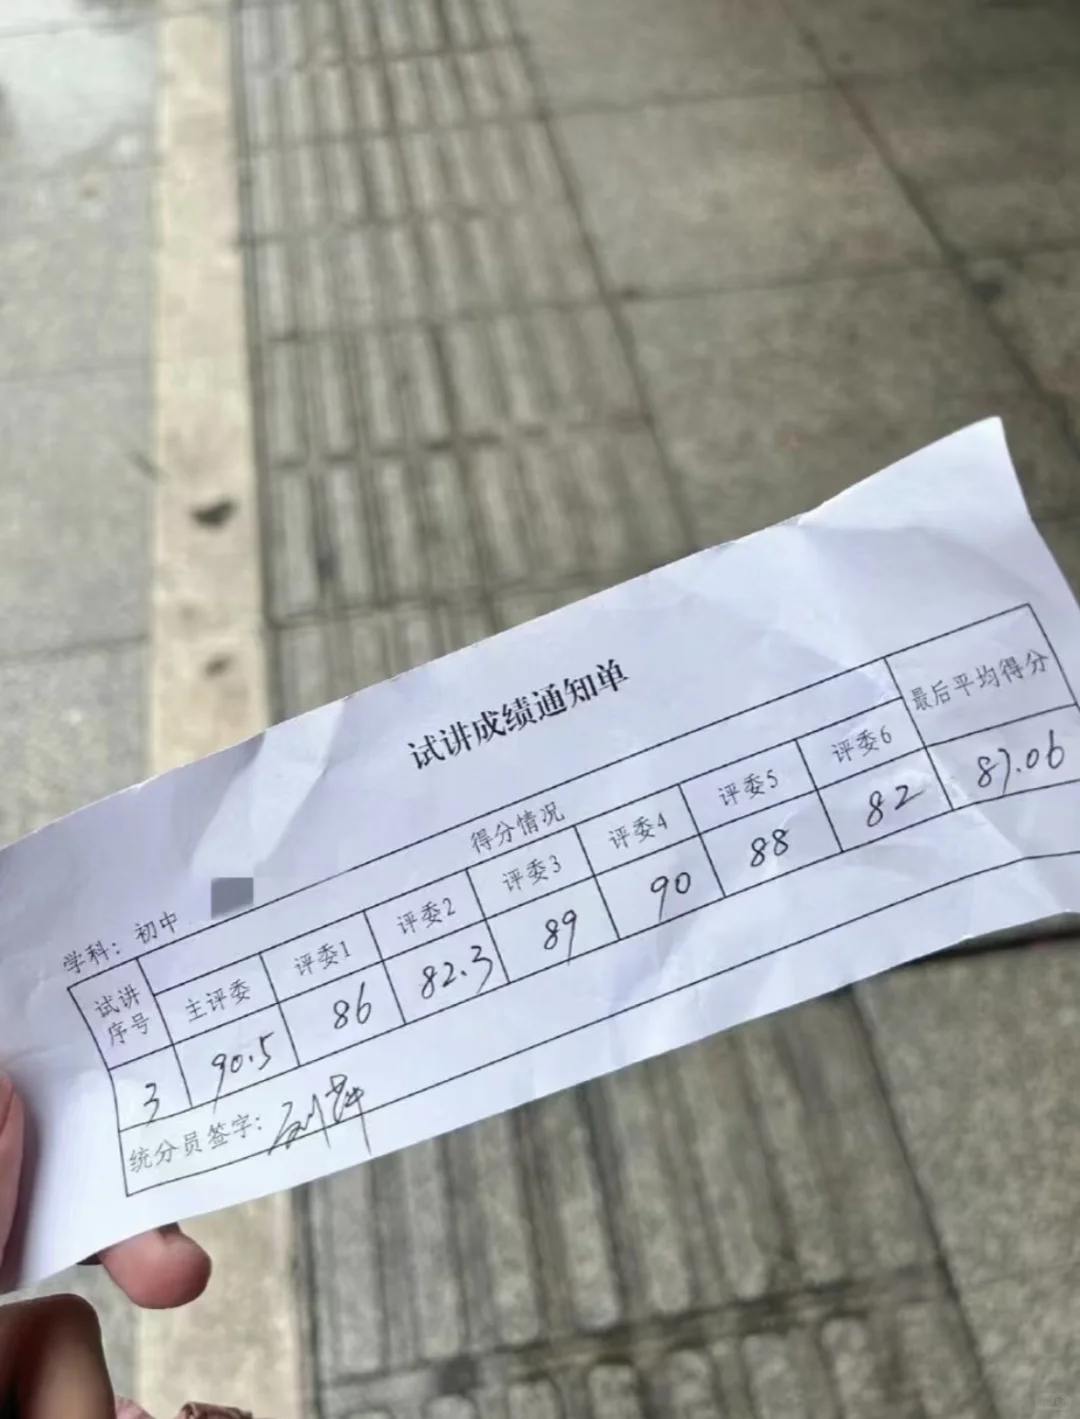 试讲成绩通知单
学科：初中
试讲序号 得分情况 最后平均得分
主评委 评委1 评委2 评委3 评委4 评委5 评委6
3 90.5 86 82.3 89 90 88 82 87.06
统分员签字：